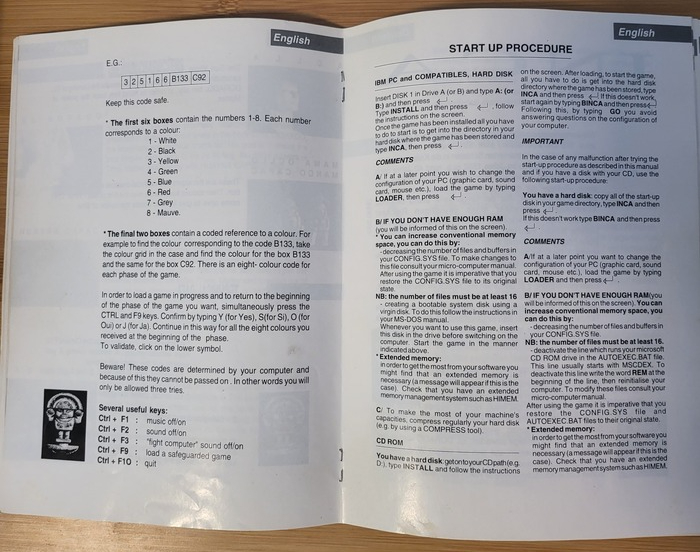 English
E.G.:
3 2 5 1 6 6 B133 C92
Keep this code safe.
* The first six boxes contain the numbers 1-8. Each number
corresponds to a colour:
1 - White
2 - Black
3 - Yellow
4 - Green
5 - Blue
6 - Red
7 - Grey
8 - Mauve.
* The final two boxes contain a coded reference to a colour. For
example to find the colour corresponding to the code B133, take
the colour grid in the case and find the colour for the box B133
and the same for the box C92. There is an eight- colour code for
each phase of the game.
In order to load a game in progress and to return to the beginning
of the phase of the game you want, simultaneously press the
CTRL and F9 keys. Confirm by typing Y (for Yes), S(for Si), O (for
Oui) or J (for Ja). Continue in this way for all the eight colours you
received at the beginning of the phase.
To validate, click on the lower symbol.
Beware! These codes are determined by your computer and
because of this they cannot be passed on . In other words you will
only be allowed three tries.
Several useful keys:
Ctrl + F1 : music off/on
Ctrl + F2 : sound off/on
Ctrl + F3 : "fight computer" sound off/on
Ctrl + F9 : load a safeguarded game
Ctrl + F10 : quit
English
START UP PROCEDURE
IBM PC and COMPATIBLES, HARD DISK
Insert DISK 1 in Drive A (or B) and type A: (or
B:) and then press ↵
Type INSTALL and then press ↵ , follow
the instructions on the screen.
Once the game has been installed all you have
to do to start is to get into the directory in your
hard disk where the game has been stored and
type INCA, then press ↵ .
COMMENTS
A/ If at a later point you wish to change the
configuration of your PC (graphic card, sound
card, mouse etc.), load the game by typing
LOADER, then press ↵ .
B/ IF YOU DON'T HAVE ENOUGH RAM
(you will be informed of this on screen).
* You can increase conventional memory
space, you can do this by:
- decreasing the number of files and buffers in
your CONFIG.SYS file. To make changes to
this file consult your micro-computer manual.
After using the game it is imperative that you
restore the CONFIG.SYS file to its original
state.
NB: the number of files must be at least 16
- creating a bootable system disk using a
virgin disk. To do this follow the instructions in
your MS-DOS manual.
Whenever you want to use this game, insert
this disk in the drive before switching on the
computer. Start the game in the manner
indicated above.
* Extended memory:
in order to get the most from your software you
might find that an extended memory is
necessary (a message will appear if this is the
case). Check that you have an extended
memory management system such as HIMEM.
C/ To make the most of your machine's
capacities, compress regularly your hard disk
(e.g. by using a COMPRESS tool).
CD ROM
You have a hard disk: get on to your CD path (e.g.
D:), type INSTALL and follow the instructions
on the screen. After loading, to start the game,
all you have to do is get into the hard disk
directory where the game has been stored, type
INCA and then press ↵ If this doesn't work,
start again by typing BINCA and then press ↵
Following this, by typing GO you avoid
answering questions on the configuration of
your computer.
IMPORTANT
In the case of any malfunction after trying the
start-up procedure as described in this manual
and if you have a disk with your CD, use the
following start-up procedure:
You have a hard disk: copy all of the start-up
disk in your game directory, type INCA and then
press ↵
If this doesn't work type BINCA and then press
↵ .
COMMENTS
A/If at a later point you want to change the
configuration of your PC (graphic card, sound
card, mouse etc.), load the game by typing
LOADER and then press ↵ .
B/ IF YOU DON'T HAVE ENOUGH RAM(you
will be informed of this on screen). You can
increase conventional memory space, you
can do this by:
- decreasing the number of files and buffers in
your CONFIG.SYS file.
NB: the number of files must be at least 16.
- deactivate the line which runs your microsoft
CD ROM drive in the AUTOEXEC.BAT file.
This line usually starts with MSCDEX. To
deactivate this line write the word REM at the
beginning of the line, then reinitialise your
computer. To modify these files consult your
micro-computer manual.
After using the game it is imperative that you
restore the CONFIG.SYS file and
AUTOEXEC.BAT files to their original state.
* Extended memory:
in order to get the most from your software you
might find that an extended memory is
necessary (a message will appear if this is the
case). Check that you have an extended
memory management system such as HIMEM.